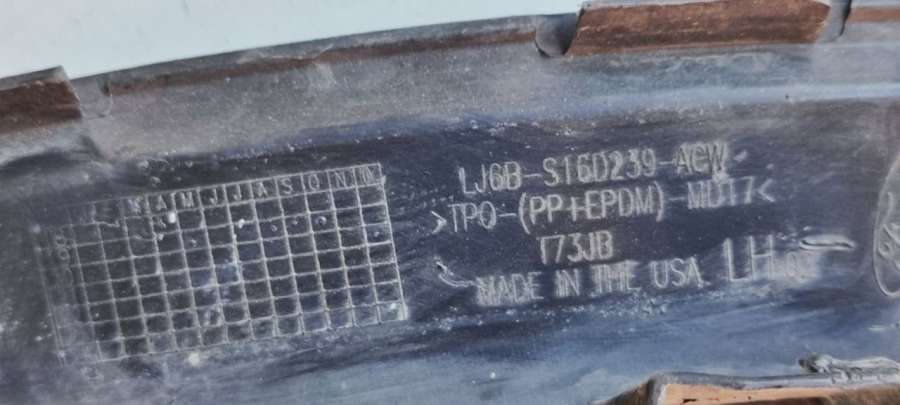 LJ6B-S16D239-ACW
>TPO-(PP+EPDM)-MD17<
T73JB
MADE IN THE USA. LH
J F M A M J J A S O N D